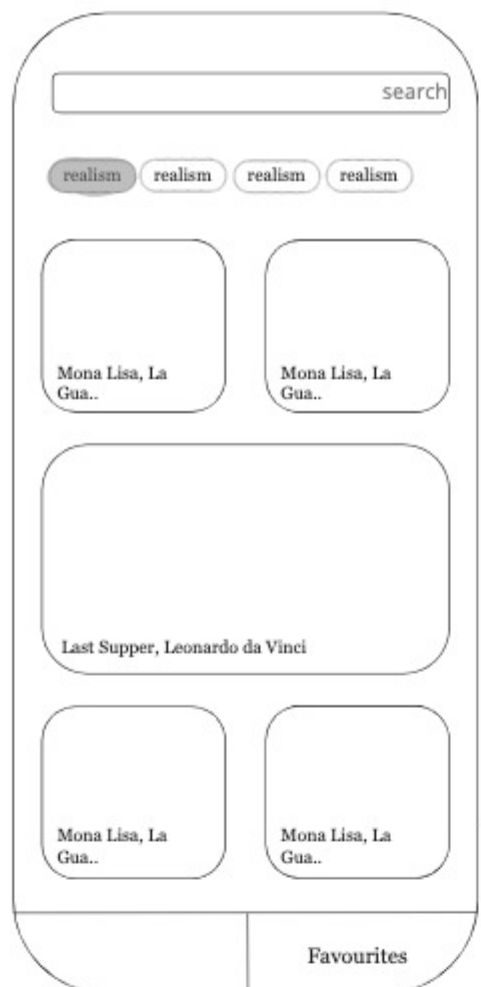 search
realism realism realism realism
Mona Lisa, La
Gua..
Mona Lisa, La
Gua..
Last Supper, Leonardo da Vinci
Mona Lisa, La
Gua..
Mona Lisa, La
Gua..
Favourites